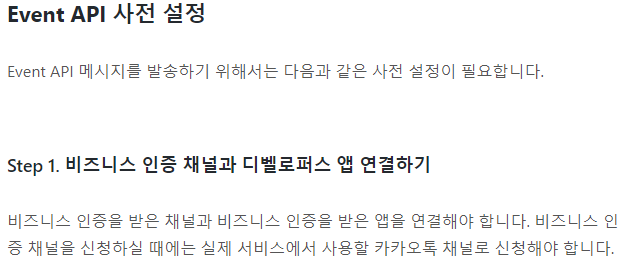 Event API 사전 설정
Event API 메시지를 발송하기 위해서는 다음과 같은 사전 설정이 필요합니다.
Step 1. 비즈니스 인증 채널과 디벨로퍼스 앱 연결하기
비즈니스 인증을 받은 채널과 비즈니스 인증을 받은 앱을 연결해야 합니다. 비즈니스 인
증 채널을 신청하실 때에는 실제 서비스에서 사용할 카카오톡 채널로 신청해야 합니다.